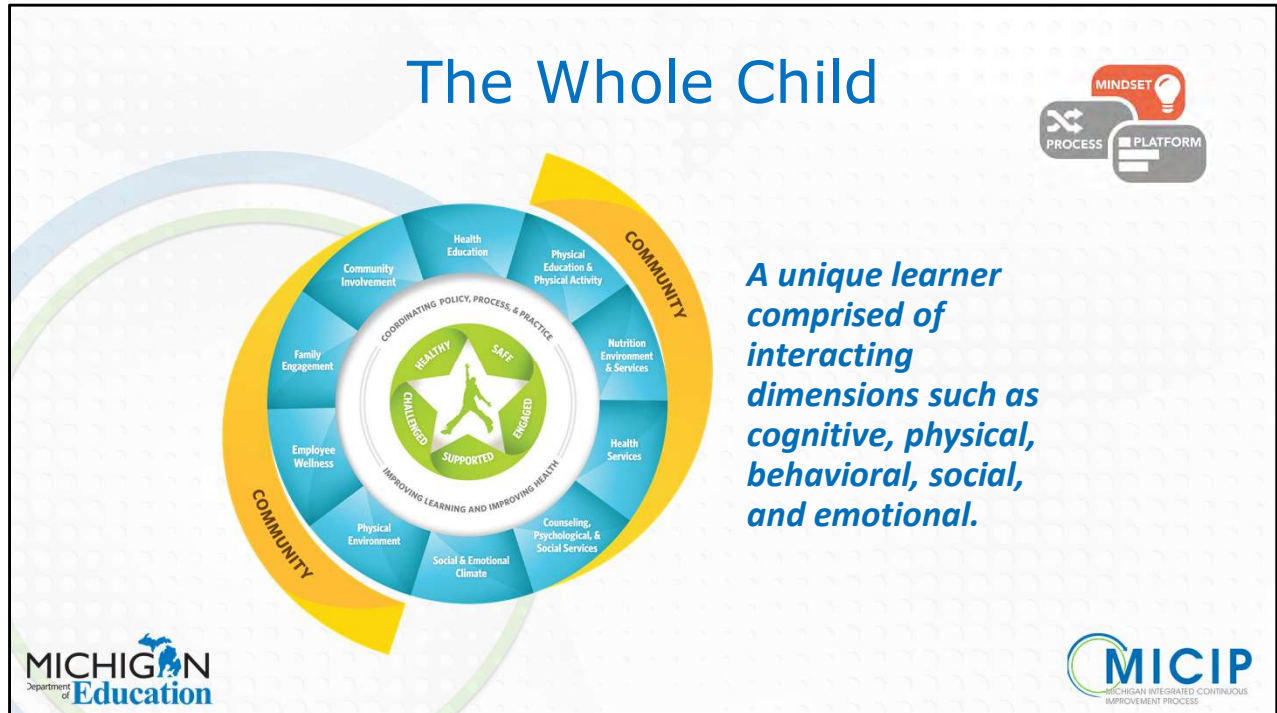 The Whole Child
MINDSET
PROCESS
PLATFORM
COMMUNITY
Health
Education
Physical
Education &
Physical Activity
Nutrition
Environment
& Services
Health
Services
Counseling,
Psychological, &
Social Services
Social & Emotional
Climate
Physical
Environment
Employee
Wellness
Family
Engagement
Community
Involvement
COORDINATING POLICY, PROCESS, & PRACTICE
IMPROVING LEARNING AND IMPROVING HEALTH
HEALTHY
SAFE
ENGAGED
SUPPORTED
CHALLENGED
COMMUNITY
A unique learner
comprised of
interacting
dimensions such as
cognitive, physical,
behavioral, social,
and emotional.
MICHIGAN
Department of Education
MICIP
MICHIGAN INTEGRATED CONTINUOUS
IMPROVEMENT PROCESS